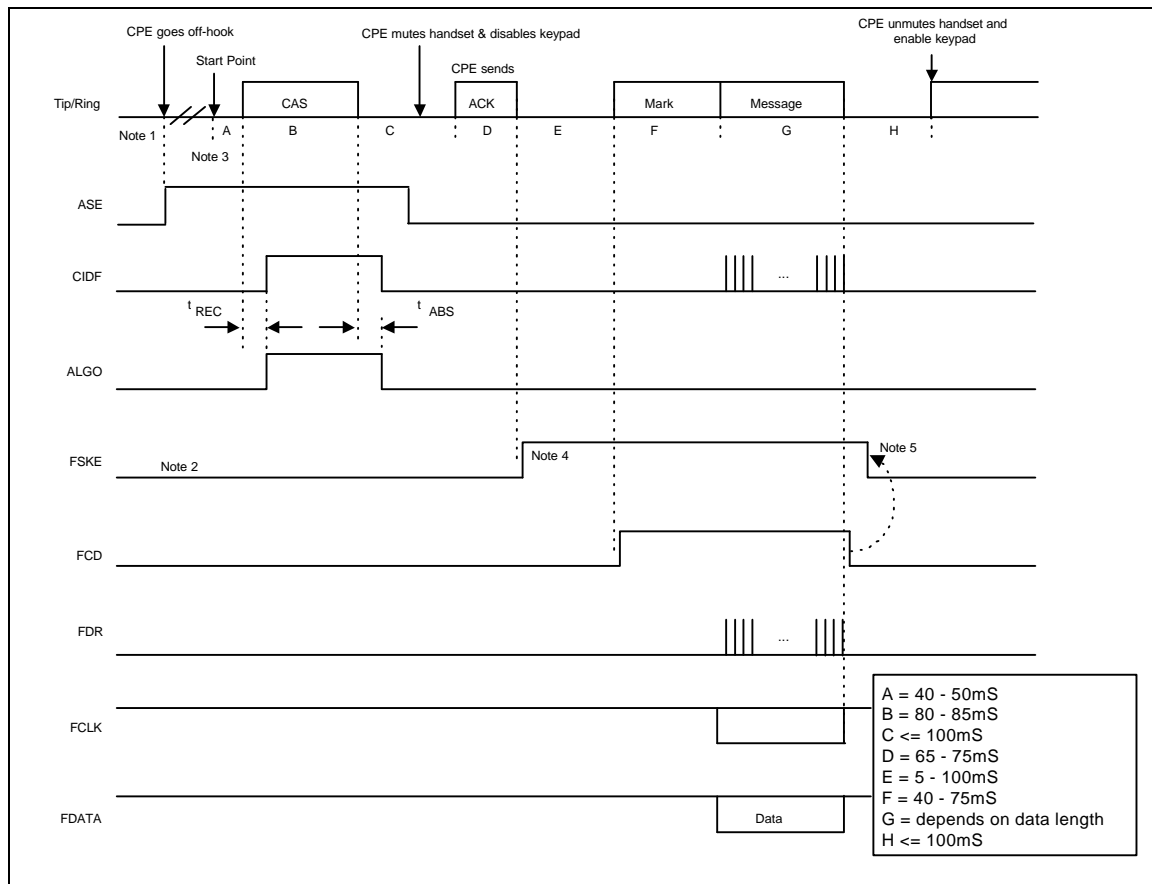 CPE goes off-hook
Start Point
CPE mutes handset & disables keypad
CPE unmutes handset and
enable keypad
CPE sends
Tip/Ring
CAS
ACK
Mark
Message
Note 1
A
B
C
D
E
F
G
H
Note 3
ASE
CIDF
...
t REC
t ABS
ALGO
FSKE
Note 2
Note 4
Note 5
FCD
FDR
...
FCLK
FDATA
Data
A = 40 - 50mS
B = 80 - 85mS
C <= 100mS
D = 65 - 75mS
E = 5 - 100mS
F = 40 - 75mS
G = depends on data length
H <= 100mS